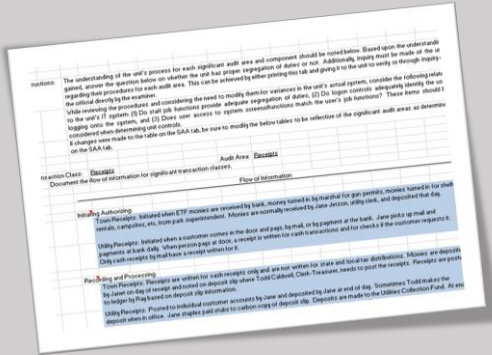 The understanding of the unit's process for each significant audit area and component should be noted below. Based upon the understandi
gained, answer the question below on whether the unit has proper segregation of duties or not. Additionally, inquiry must be made of the ur
regarding their procedures for each audit area. This can be achieved by either printing this tab and giving it to the unit to verify or through inquiry
the official directly by the examiner.
While reviewing the procedures and considering the need to modify them for variances in the unit's actual system, consider the following relate
to the unit's IT system: (1) Do staff job functions provide adequate segregation of duties, (2) Do logon controls adequately identify the us
logging onto the system, and (3) Does user access to system screens/functions match the user's job functions? These items should b
considered when determining unit controls.
If changes were made to the table on the SAA tab, be sure to modify the below tables to be reflective of the significant audit areas as determine
on the SAA tab.
nsaction Class: Receipts
Audit Area: Receipts
Document the flow of information for significant transaction classes.
Flow of Information
Initiating Authorizing:
Town Receipts: Initiated when ETF monies are received by bank, money turned in by marshal for gun permits, monies turned in for shelt
rentals, campsites, etc, from park superintendent. Monies are normally received by Jane utility clerk, and deposited that day.
Utility Receipts: Initiated when a customer comes in the door and pays, by mail, or by payment at the bank. Jane picks up mail and
payments at bank daily. When person pays at door, a receipt is written for cash transactions and for checks if the customer requests it.
Only cash receipts by mail have a receipt written for it.
Recording and Processing:
Town Receipts: Receipts are written for cash receipts only and are not written for state and local tax distributions. Monies are deposite
by Janet on day of receipt and noted on deposit slip where Todd Caldwell, Clerk-Treasurer, needs to post the receipts. Receipts are poste
to ledger by Ray based on deposit slip information.
Utility Receipts: Posted to individual customer accounts by Jane and deposited by Jane at end of day. Sometimes Todd makes the
deposit when in office. Jane staples paid stubs to carbon copy of deposit slip. Deposits are made to the Utilities Collection Fund. At en